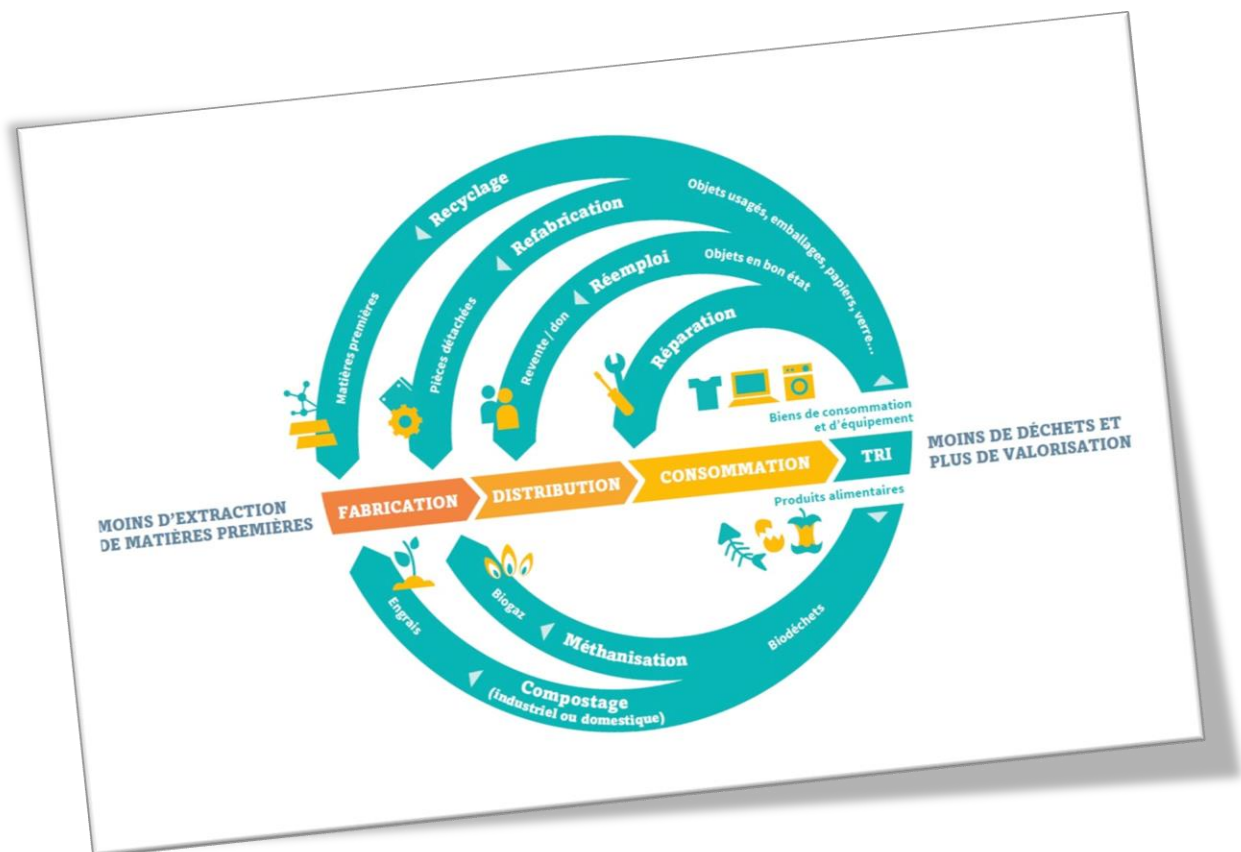 Recyclage
Matières premières
Refabrication
Pièces détachées
Réemploi
Revente / don
Réparation
Objets usagés, emballages, papiers, verre...
Objets en bon état
Biens de consommation
et d'équipement
MOINS D'EXTRACTION
DE MATIÈRES PREMIÈRES
FABRICATION
DISTRIBUTION
CONSOMMATION
TRI
MOINS DE DÉCHETS ET
PLUS DE VALORISATION
Produits alimentaires
Biodéchets
Méthanisation
Biogaz
Compostage
(industriel ou domestique)
Engrais